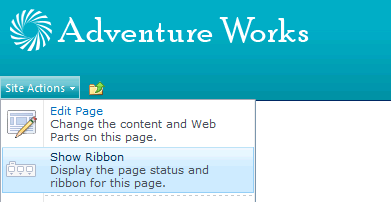 Adventure Works
Site Actions
Edit Page
Change the content and Web
Parts on this page.
Show Ribbon
Display the page status and
ribbon for this page.